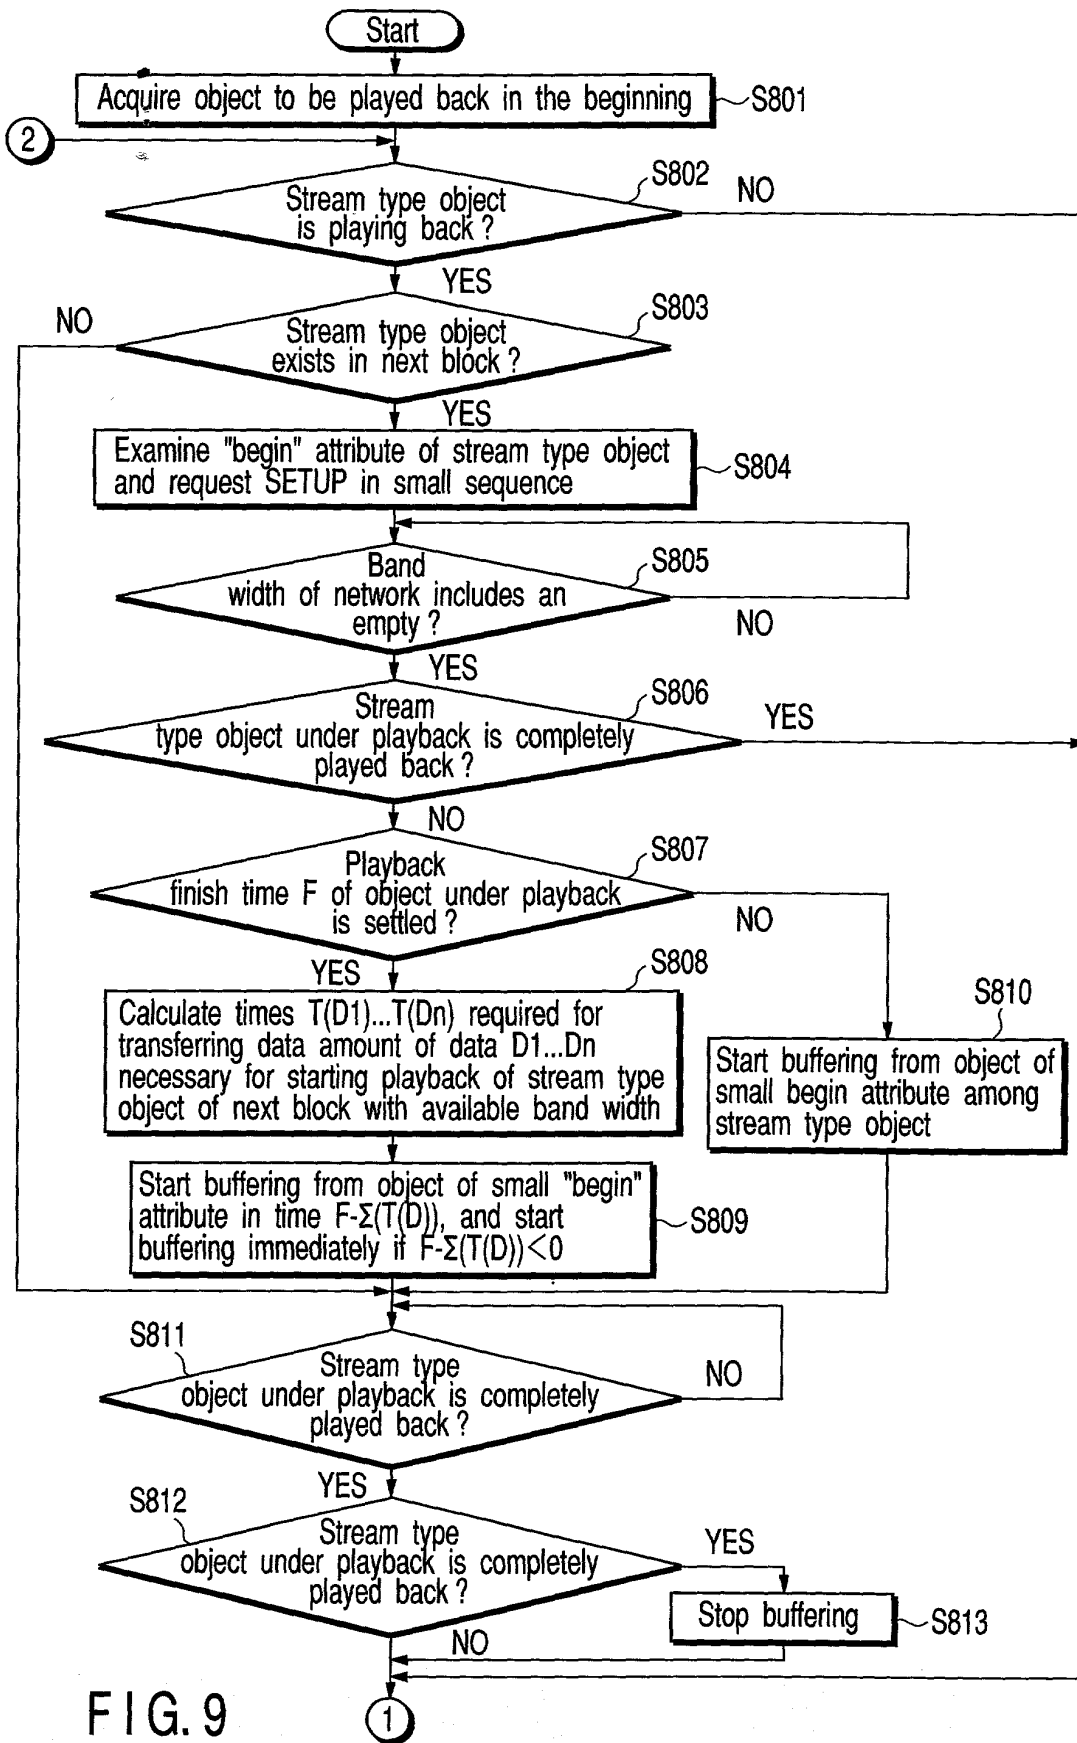 Start
Acquire object to be played back in the beginning
S801
2
S802
NO
Stream type object
is playing back ?
YES
S803
NO
Stream type object
exists in next block ?
YES
Examine "begin" attribute of stream type object
and request SETUP in small sequence
S804
S805
Band
width of network includes an
empty ?
NO
YES
S806
Stream
type object under playback is completely
played back ?
YES
NO
S807
Playback
finish time F of object under playback
is settled ?
NO
YES
S808
Calculate times T(D1)...T(Dn) required for
transferring data amount of data D1...Dn
necessary for starting playback of stream type
object of next block with available band width
S810
Start buffering from object of
small begin attribute among
stream type object
Start buffering from object of small "begin"
attribute in time F-Σ(T(D)), and start
buffering immediately if F-Σ(T(D))<0
S809
S811
Stream type
object under playback is completely
played back ?
NO
YES
S812
Stream type
object under playback is completely
played back ?
YES
Stop buffering
S813
NO
1
FIG. 9